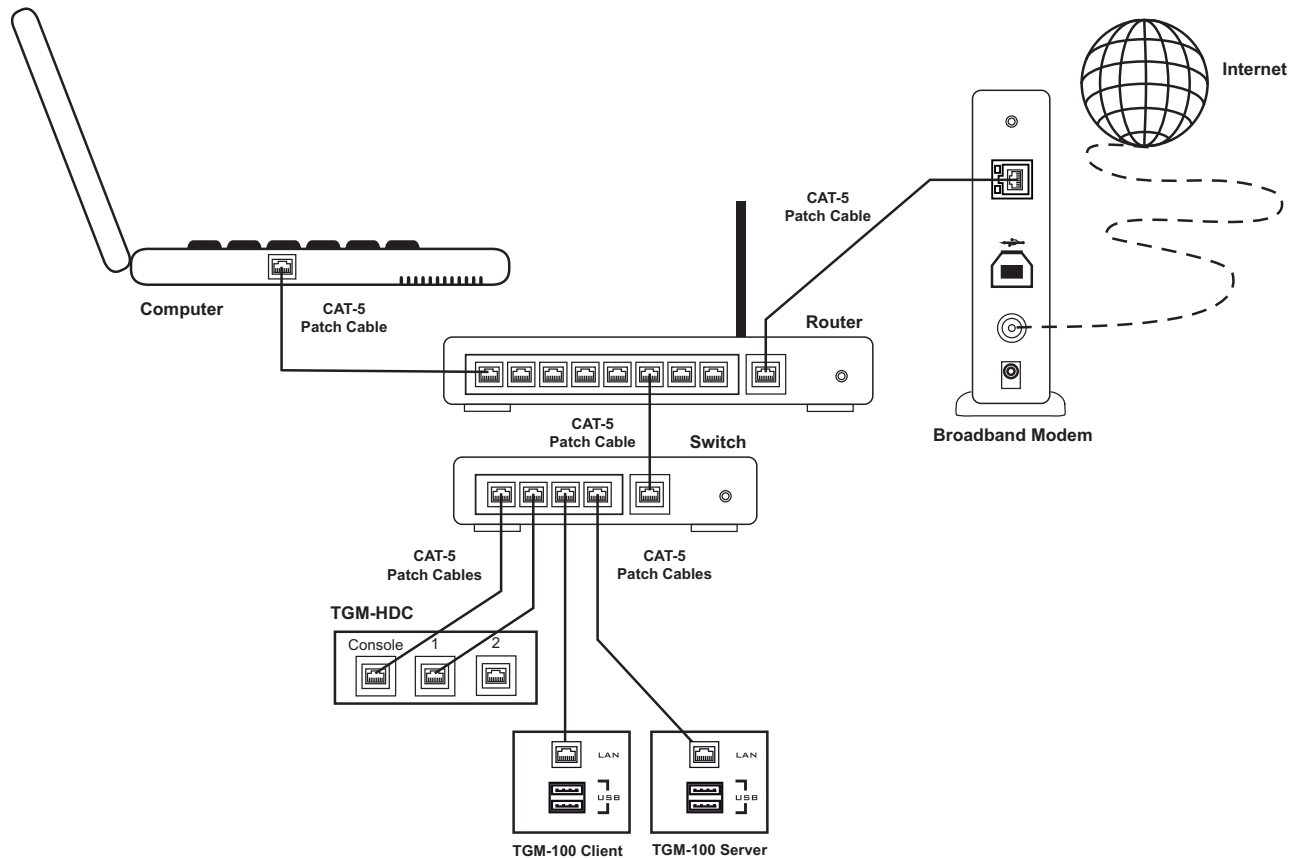 Internet
CAT-5
Patch Cable
Computer
CAT-5
Patch Cable
Router
Broadband Modem
CAT-5
Patch Cable
Switch
CAT-5
Patch Cables
CAT-5
Patch Cables
TGM-HDC
Console
1
2
LAN
USB
LAN
USB
TGM-100 Client
TGM-100 Server